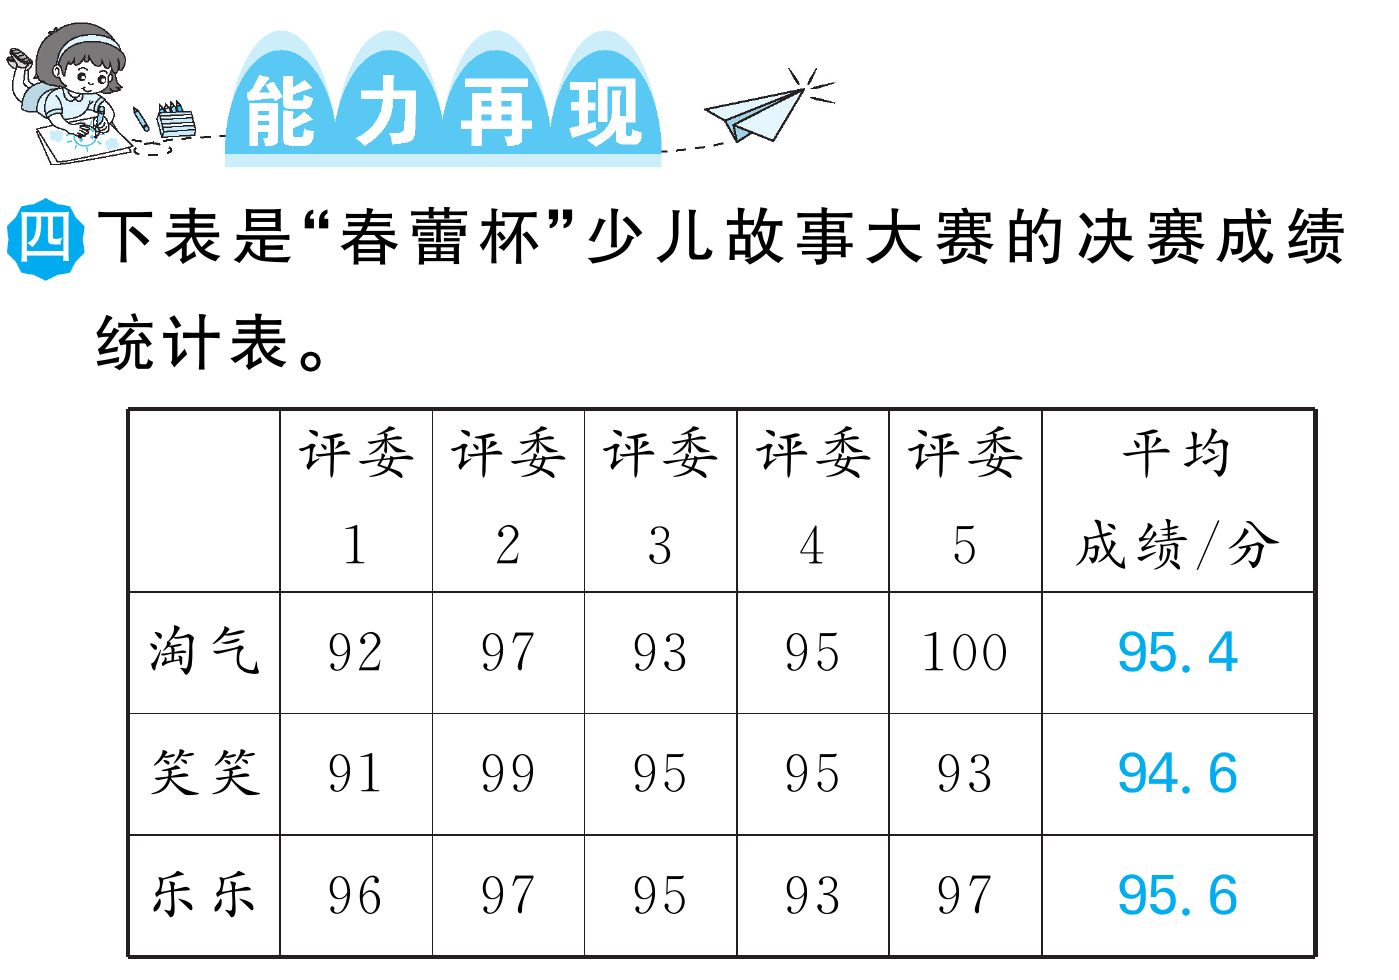 能力再现
四 下表是“春蕾杯”少儿故事大赛的决赛成绩
统计表。
评委 评委 评委 评委 评委 平均
1 2 3 4 5 成绩/分
淘气 92 97 93 95 100 95.4
笑笑 91 99 95 95 93 94.6
乐乐 96 97 95 93 97 95.6